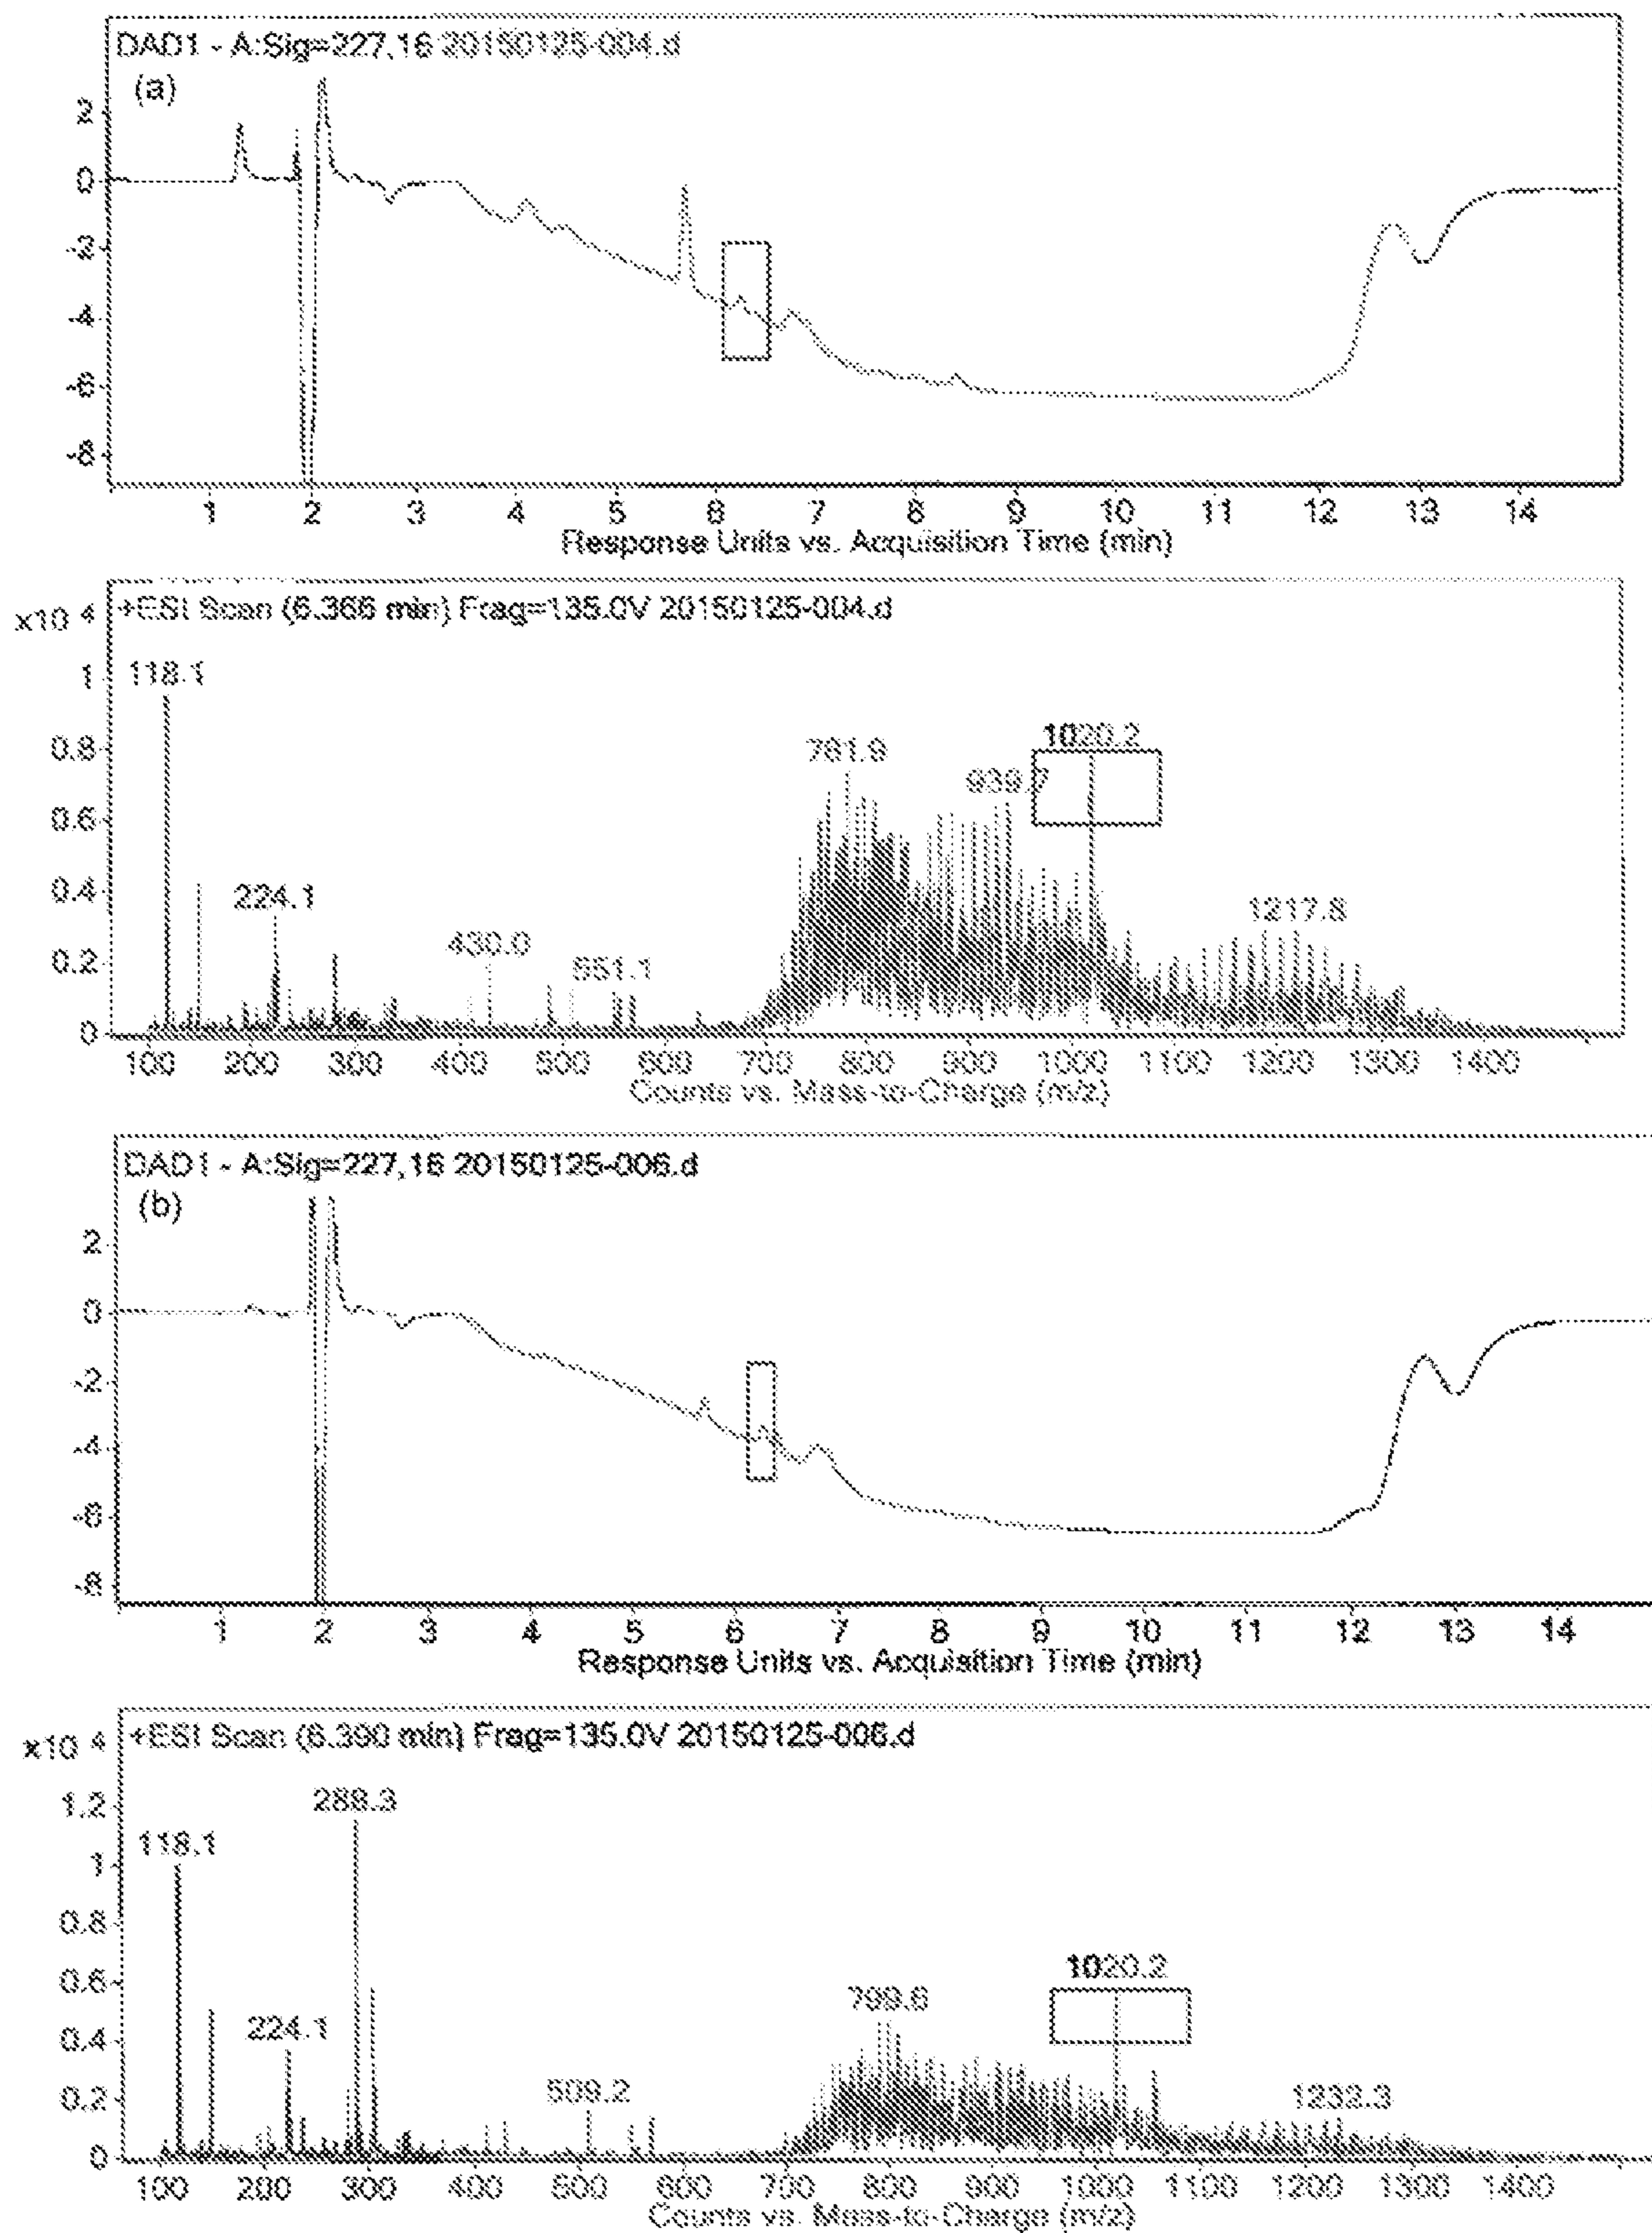 DAD1 - A:Sig=227,16 20150125-004.d
(a)
2
0
-2
-4
-6
-8
1 2 3 4 5 6 7 8 9 10 11 12 13 14
Response Units vs. Acquisition Time (min)
x10 4
+ESI Scan (6.366 min) Frag=135.0V 20150125-004.d
1
118.1
0.8
781.9
1020.2
939.7
0.6
0.4
224.1
1217.8
430.0
0.2
551.1
0
100 200 300 400 500 600 700 800 900 1000 1100 1200 1300 1400
Counts vs. Mass-to-Charge (m/z)
DAD1 - A:Sig=227,16 20150125-006.d
(b)
2
0
-2
-4
-6
-8
1 2 3 4 5 6 7 8 9 10 11 12 13 14
Response Units vs. Acquisition Time (min)
x10 4
+ESI Scan (6.390 min) Frag=135.0V 20150125-006.d
1.2
288.3
118.1
1
0.8
0.6
1020.2
799.6
0.4
224.1
0.2
509.2
1232.3
0
100 200 300 400 500 600 700 800 900 1000 1100 1200 1300 1400
Counts vs. Mass-to-Charge (m/z)